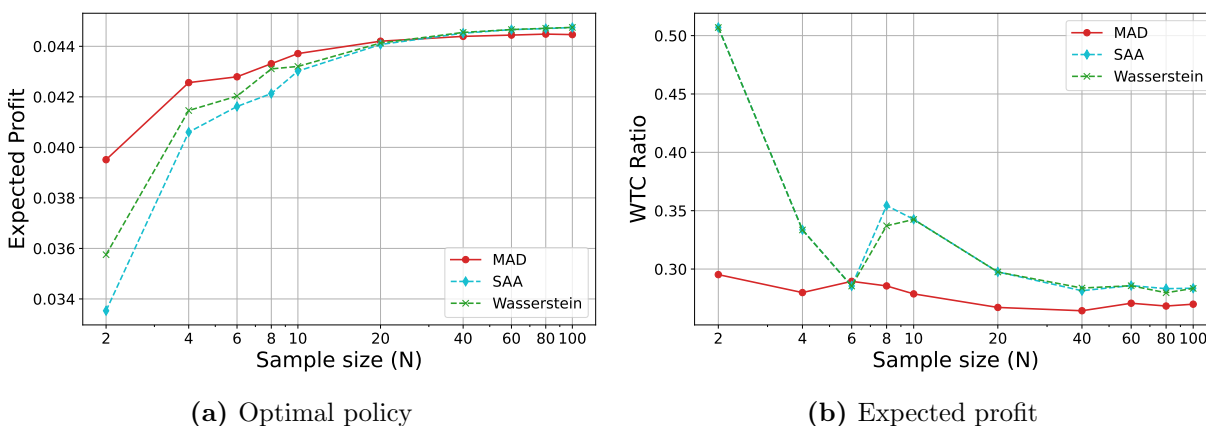 0.044
0.042
0.040
0.038
0.036
0.034
Expected Profit
MAD
SAA
Wasserstein
2 4 6 8 10 20 40 60 80 100
Sample size (N)
(a) Optimal policy
0.50
0.45
0.40
0.35
0.30
WTC Ratio
MAD
SAA
Wasserstein
2 4 6 8 10 20 40 60 80 100
Sample size (N)
(b) Expected profit